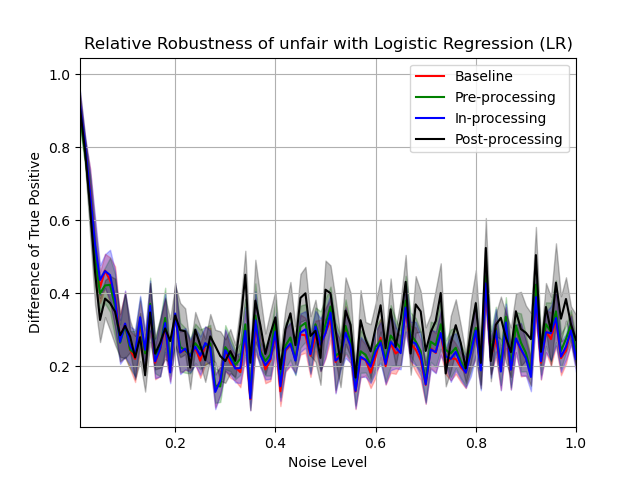 Relative Robustness of unfair with Logistic Regression (LR)
Difference of True Positive
1.0
0.8
0.6
0.4
0.2
Baseline
Pre-processing
In-processing
Post-processing
0.2 0.4 0.6 0.8 1.0
Noise Level